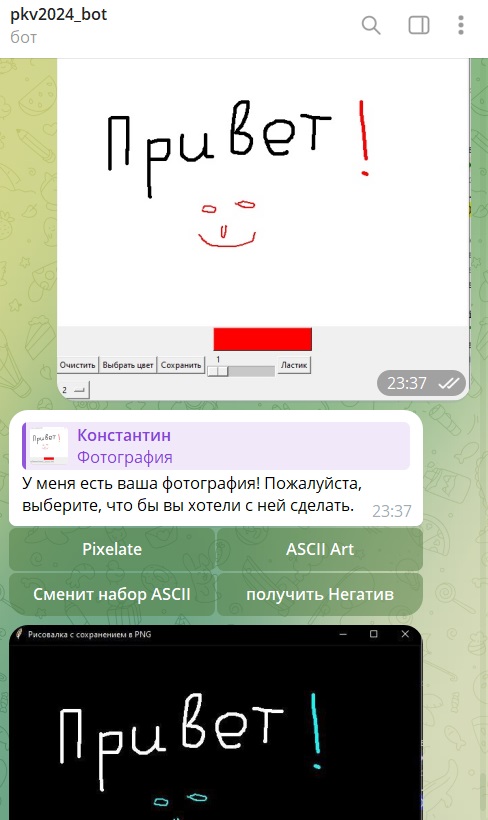 pkv2024_bot
бот
Привет!
Очистить Выбрать цвет Сохранить 1 Ластик
2
23:37
Константин
Фотография
У меня есть ваша фотография! Пожалуйста,
выберите, что бы вы хотели с ней сделать.
23:37
Pixelate ASCII Art
Сменит набор ASCII получить Негатив
Рисовалка с сохранением в PNG
Привет!